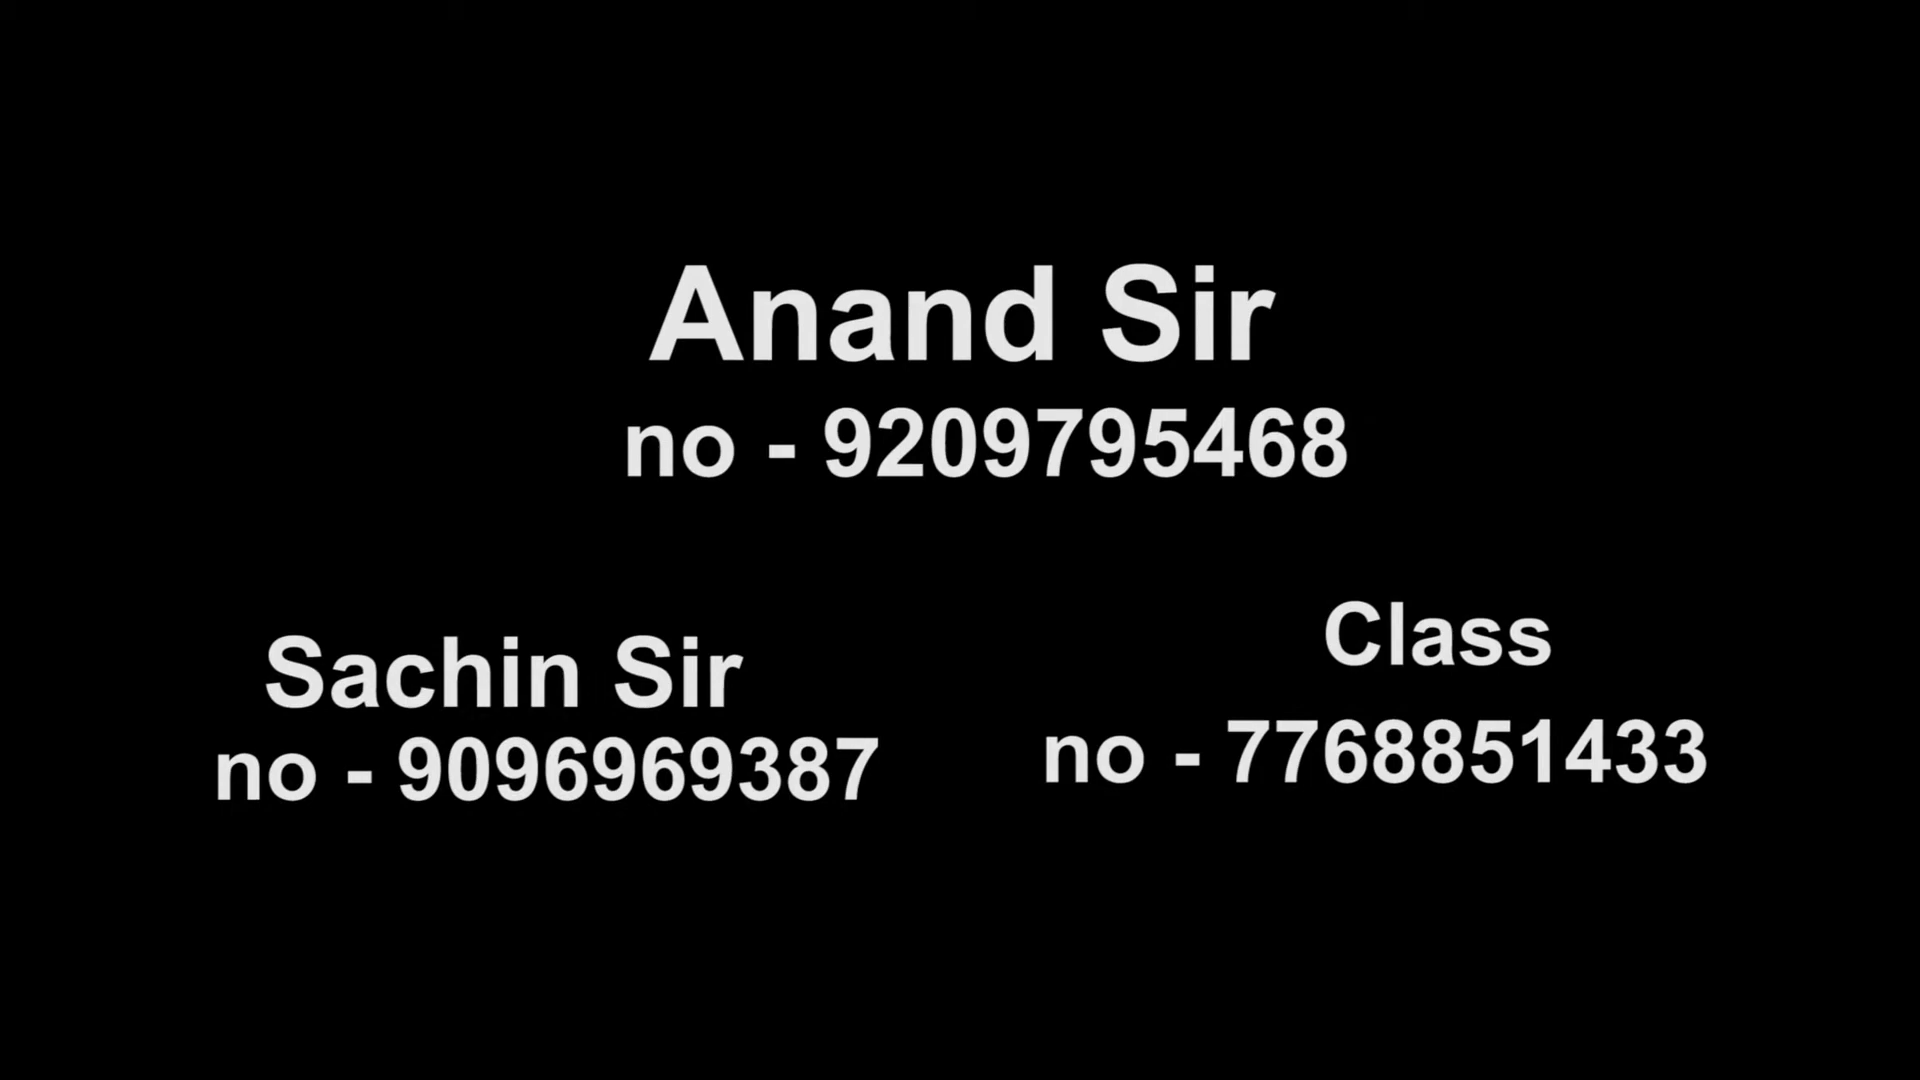 Anand Sir
no - 9209795468
Sachin Sir
no - 9096969387
Class
no - 7768851433